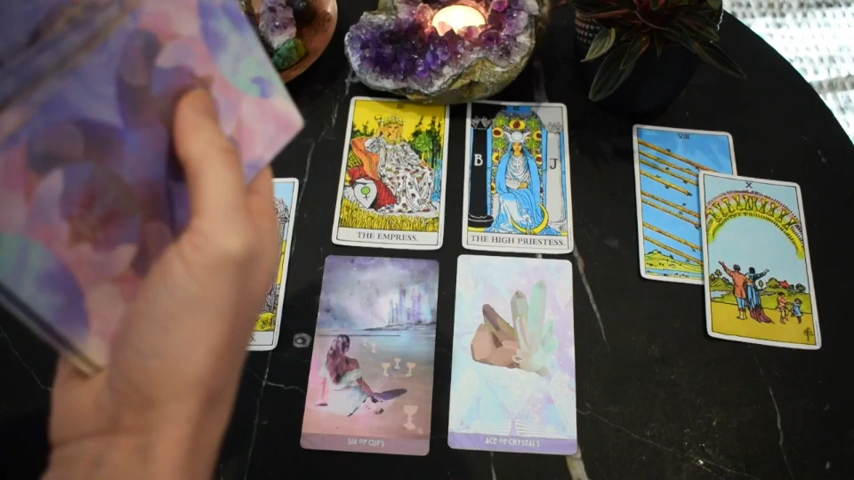 THE EMPRESS.
B
J
THE HIGH PRIESTESS.
VIII
X
SIX OF CUPS
ACE OF CRYSTALS